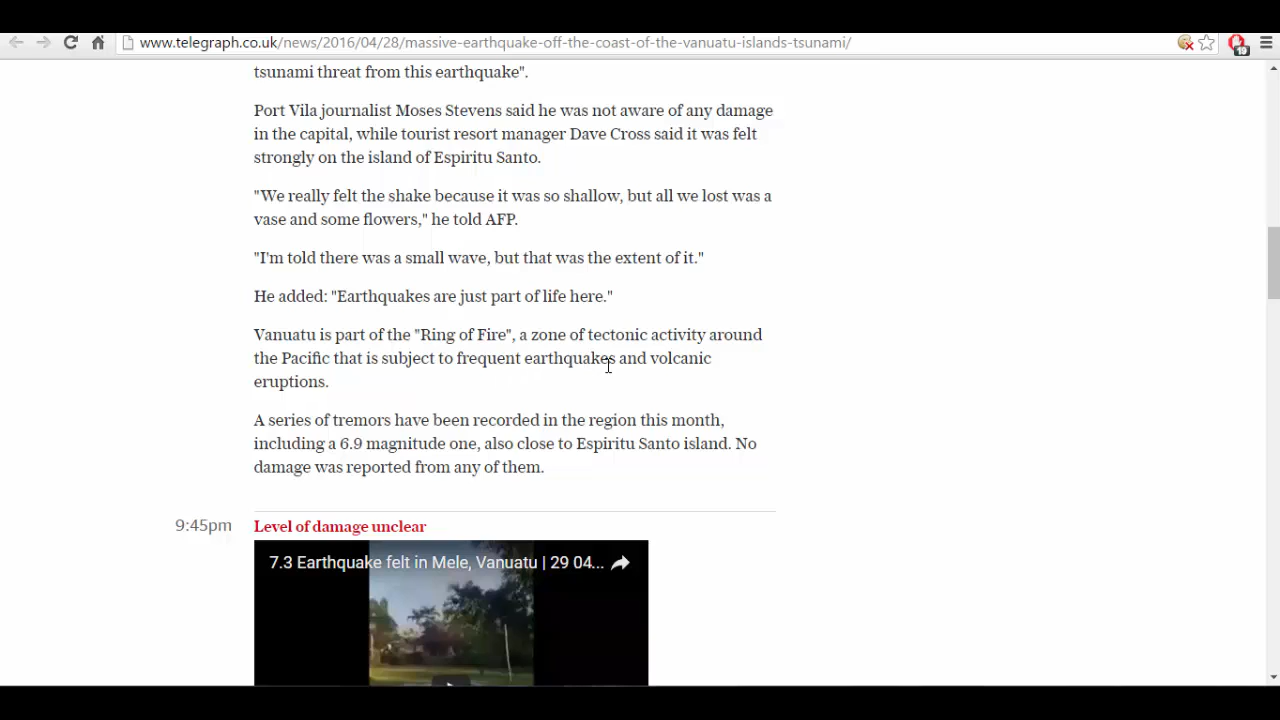 www.telegraph.co.uk/news/2016/04/28/massive-earthquake-off-the-coast-of-the-vanuatu-islands-tsunami/
19
tsunami threat from this earthquake".
Port Vila journalist Moses Stevens said he was not aware of any damage
in the capital, while tourist resort manager Dave Cross said it was felt
strongly on the island of Espiritu Santo.
"We really felt the shake because it was so shallow, but all we lost was a
vase and some flowers," he told AFP.
"I'm told there was a small wave, but that was the extent of it."
He added: "Earthquakes are just part of life here."
Vanuatu is part of the "Ring of Fire", a zone of tectonic activity around
the Pacific that is subject to frequent earthquakes and volcanic
eruptions.
A series of tremors have been recorded in the region this month,
including a 6.9 magnitude one, also close to Espiritu Santo island. No
damage was reported from any of them.
9:45pm Level of damage unclear
7.3 Earthquake felt in Mele, Vanuatu | 29 04...